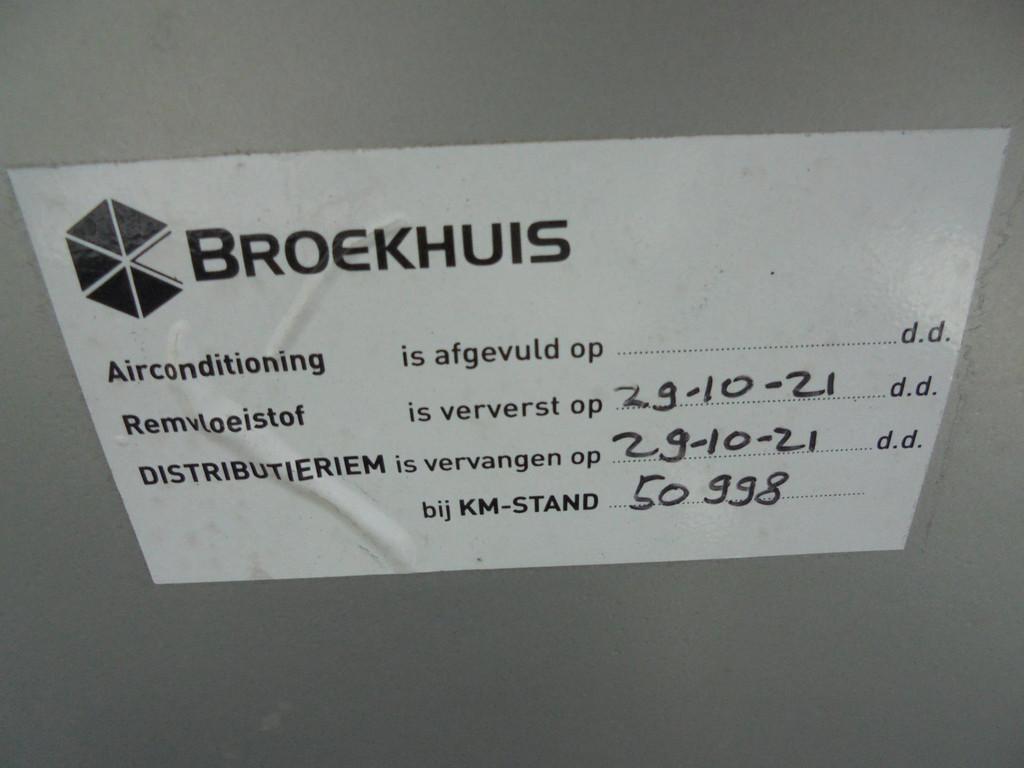 BROEKHUIS
Airconditioning is afgevuld op ........................ d.d.
Remvloeistof is ververst op 29-10-21 d.d.
DISTRIBUTIERIEM is vervangen op 29-10-21 d.d.
bij KM-STAND 50 998